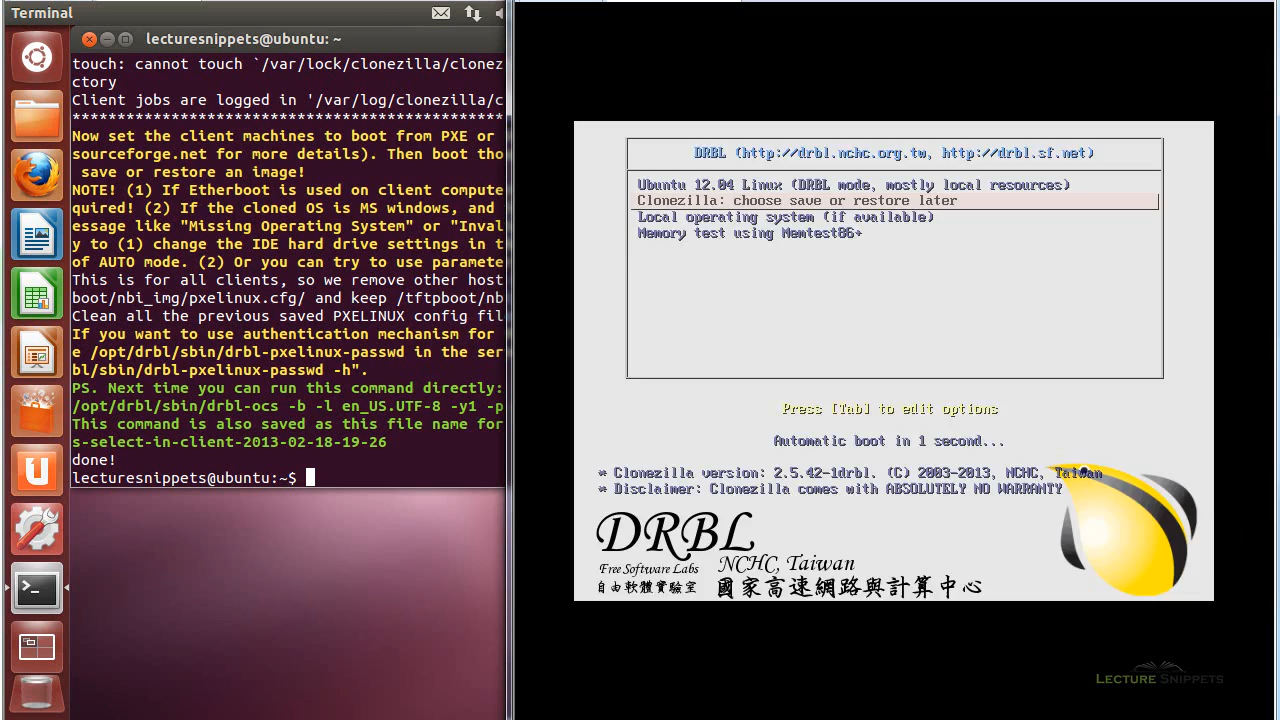 Terminal
lecturesnippets@ubuntu: ~
touch: cannot touch `/var/lock/clonezilla/clonez
ctory
Client jobs are logged in '/var/log/clonezilla/c
************************************************
Now set the client machines to boot from PXE or
sourceforge.net for more details). Then boot tho
save or restore an image!
NOTE! (1) If Etherboot is used on client compute
quired! (2) If the cloned OS is MS windows, and
essage like "Missing Operating System" or "Inval
y to (1) change the IDE hard drive settings in t
of AUTO mode. (2) Or you can try to use paramete
This is for all clients, so we remove other host
boot/nbi_img/pxelinux.cfg/ and keep /tftpboot/nb
Clean all the previous saved PXELINUX config fil
If you want to use authentication mechanism for
e /opt/drbl/sbin/drbl-pxelinux-passwd in the ser
bl/sbin/drbl-pxelinux-passwd -h".
PS. Next time you can run this command directly:
/opt/drbl/sbin/drbl-ocs -b -l en_US.UTF-8 -y1 -p
This command is also saved as this file name for
s-select-in-client-2013-02-18-19-26
done!
lecturesnippets@ubuntu:~$
DRBL (http://drbl.nchc.org.tw, http://drbl.sf.net)
Ubuntu 12.04 Linux (DRBL mode, mostly local resources)
Clonezilla: choose save or restore later
Local operating system (if available)
Memory test using Memtest86+
Press [Tab] to edit options
Automatic boot in 1 second...
* Clonezilla version: 2.5.42-1drbl. (C) 2003-2013, NCHC, Taiwan
* Disclaimer: Clonezilla comes with ABSOLUTELY NO WARRANTY
DRBL
Free Software Labs NCHC, Taiwan
自由軟體實驗室 國家高速網路與計算中心
LECTURE SNIPPETS